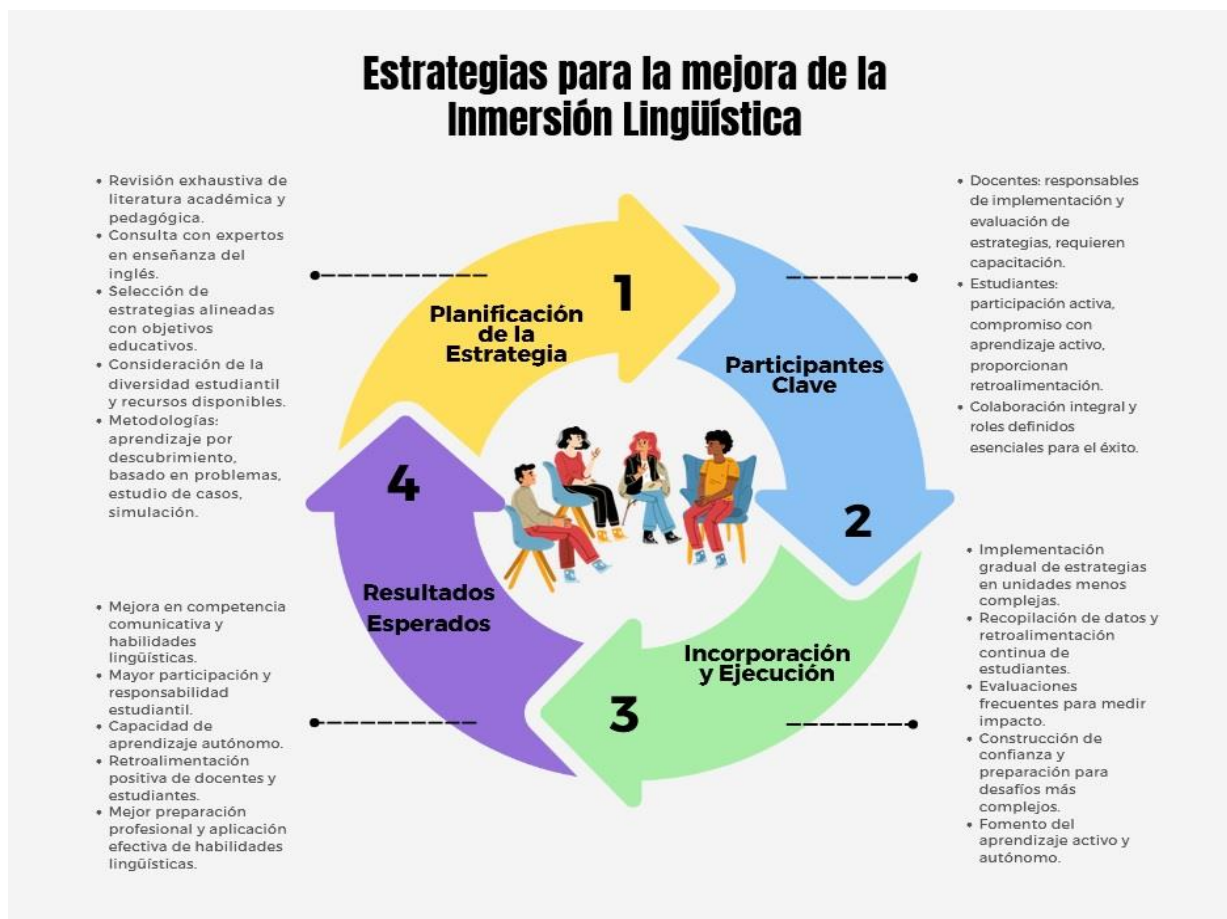 Estrategias para la mejora de la
Inmersión Lingüística
• Revisión exhaustiva de
literatura académica y
pedagógica.
• Consulta con expertos
en enseñanza del
inglés.
• Selección de
estrategias alineadas
con objetivos
educativos.
• Consideración de la
diversidad estudiantil
y recursos disponibles.
• Metodologías:
aprendizaje por
descubrimiento,
basado en problemas,
estudio de casos,
simulación.
1
Planificación
de la
Estrategia
• Docentes: responsables
de implementación y
evaluación de
estrategias, requieren
capacitación.
• Estudiantes:
participación activa,
compromiso con
aprendizaje activo,
proporcionan
retroalimentación.
• Colaboración integral y
roles definidos
esenciales para el éxito.
Participantes
Clave
2
• Implementación
gradual de estrategias
en unidades menos
complejas.
• Recopilación de datos y
retroalimentación
continua de
estudiantes.
• Evaluaciones
frecuentes para medir
impacto.
• Construcción de
confianza y
preparación para
desafíos más
complejos.
• Fomento del
aprendizaje activo y
autónomo.
Incorporación
y Ejecución
3
4
Resultados
Esperados
• Mejora en competencia
comunicativa y
habilidades
lingüísticas.
• Mayor participación y
responsabilidad
estudiantil.
• Capacidad de
aprendizaje autónomo.
• Retroalimentación
positiva de docentes y
estudiantes.
• Mejor preparación
profesional y aplicación
efectiva de habilidades
lingüísticas.